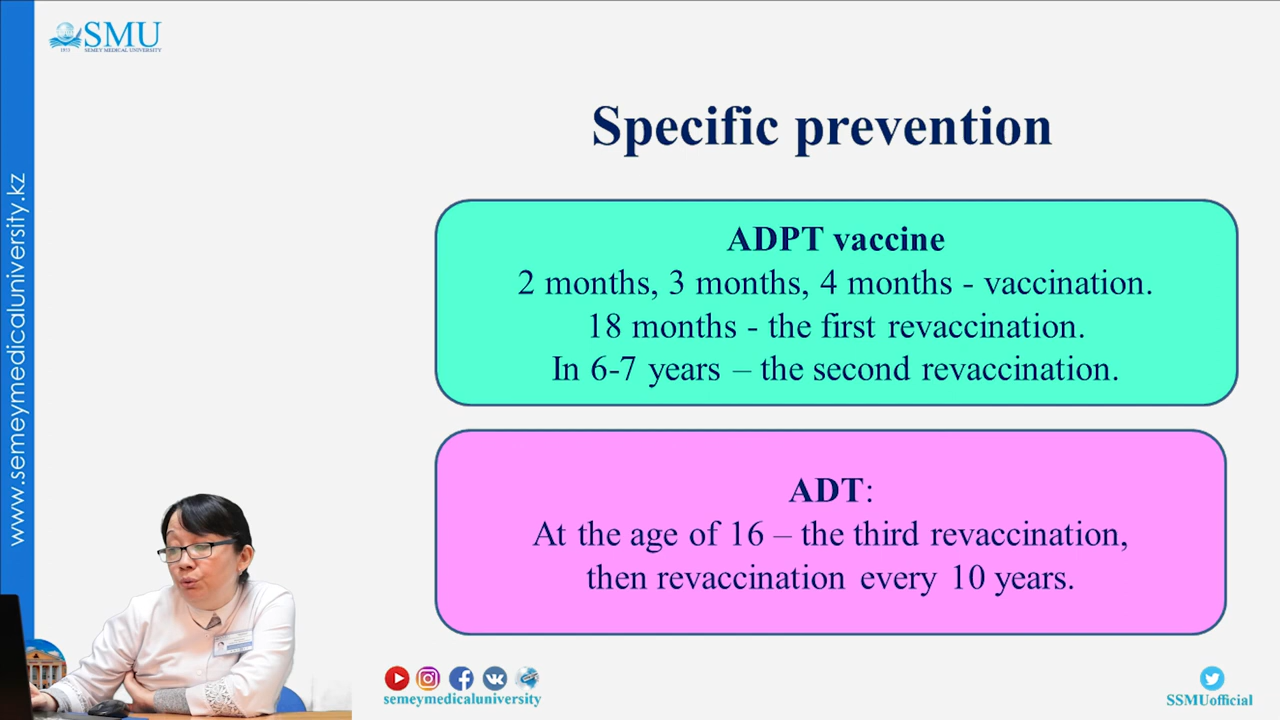 SMU
SEMEY MEDICAL UNIVERSITY
www.semeymedicaluniversity.kz
Specific prevention
ADPT vaccine
2 months, 3 months, 4 months - vaccination.
18 months - the first revaccination.
In 6-7 years – the second revaccination.
ADT:
At the age of 16 – the third revaccination,
then revaccination every 10 years.
semeymedicaluniversity
SSMUofficial